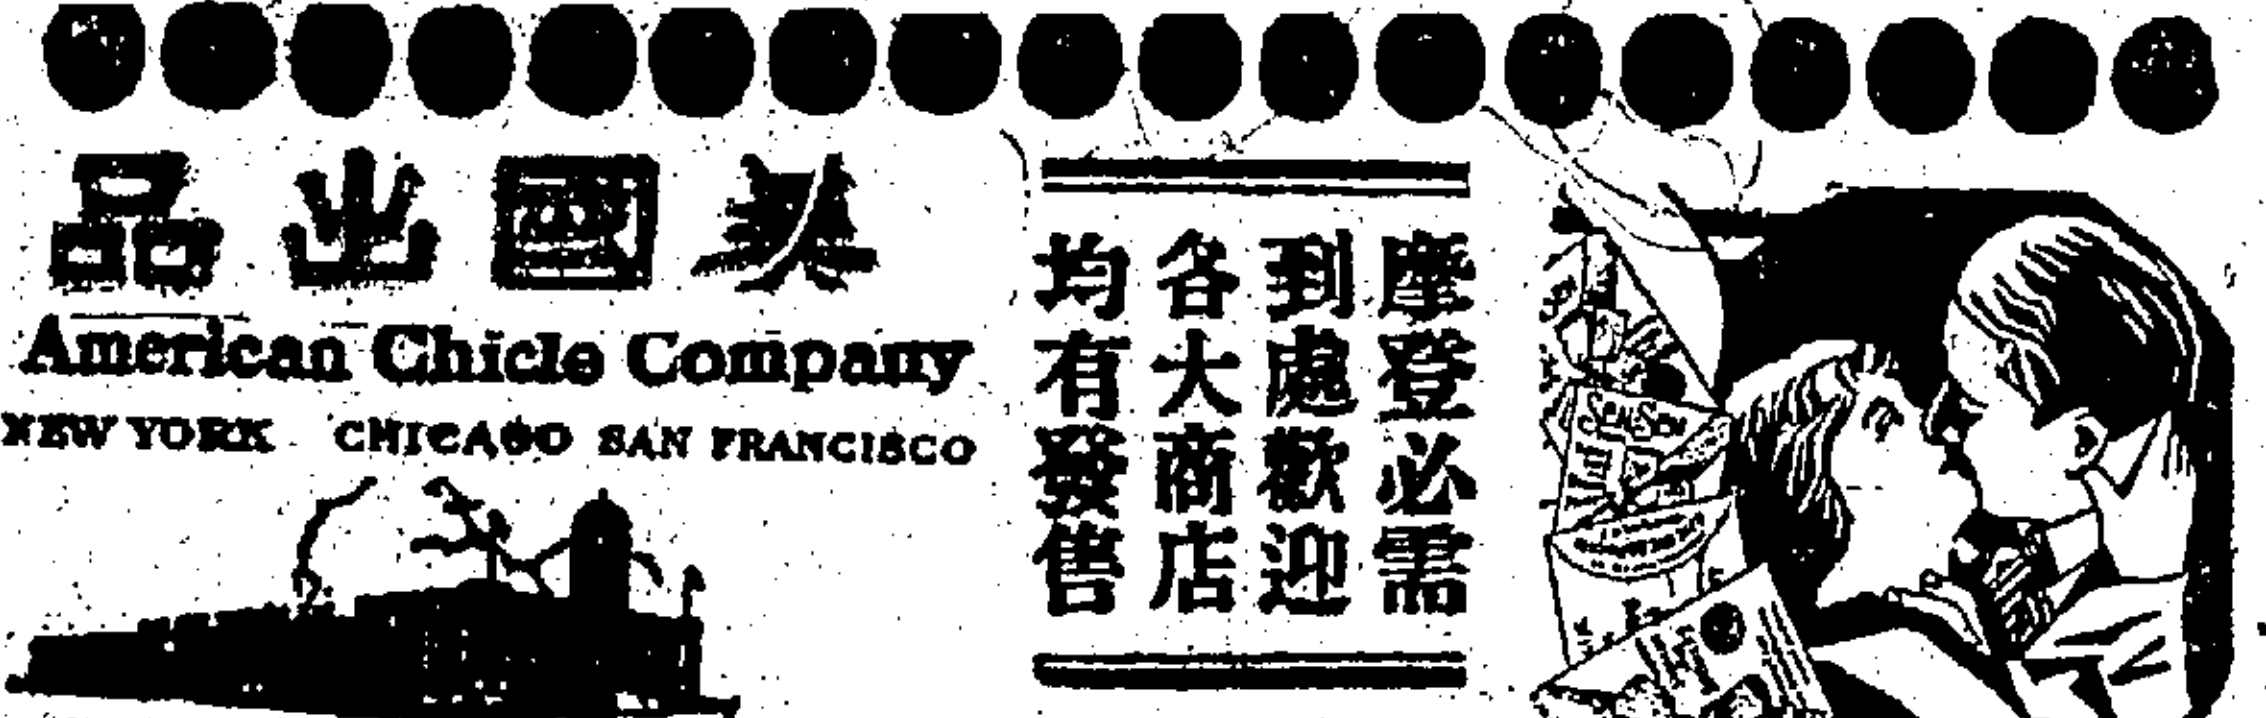 美國出品
American Chicle Company
NEW YORK CHICAGO SAN FRANCISCO
摩登必需
到處歡迎
各大商店
均有發售
SENSEN